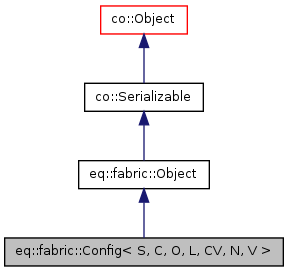 co::Object
co::Serializable
eq::fabric::Object
eq::fabric::Config< S, C, O, L, CV, N, V >